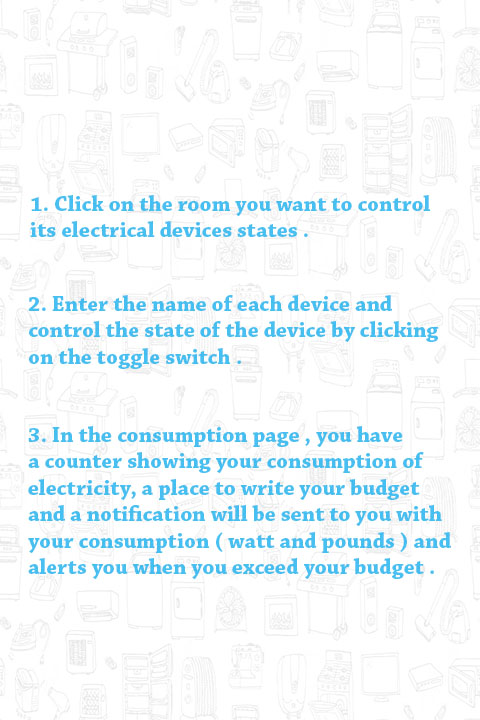 1. Click on the room you want to control
its electrical devices states .
2. Enter the name of each device and
control the state of the device by clicking
on the toggle switch .
3. In the consumption page , you have
a counter showing your consumption of
electricity, a place to write your budget
and a notification will be sent to you with
your consumption ( watt and pounds ) and
alerts you when you exceed your budget .